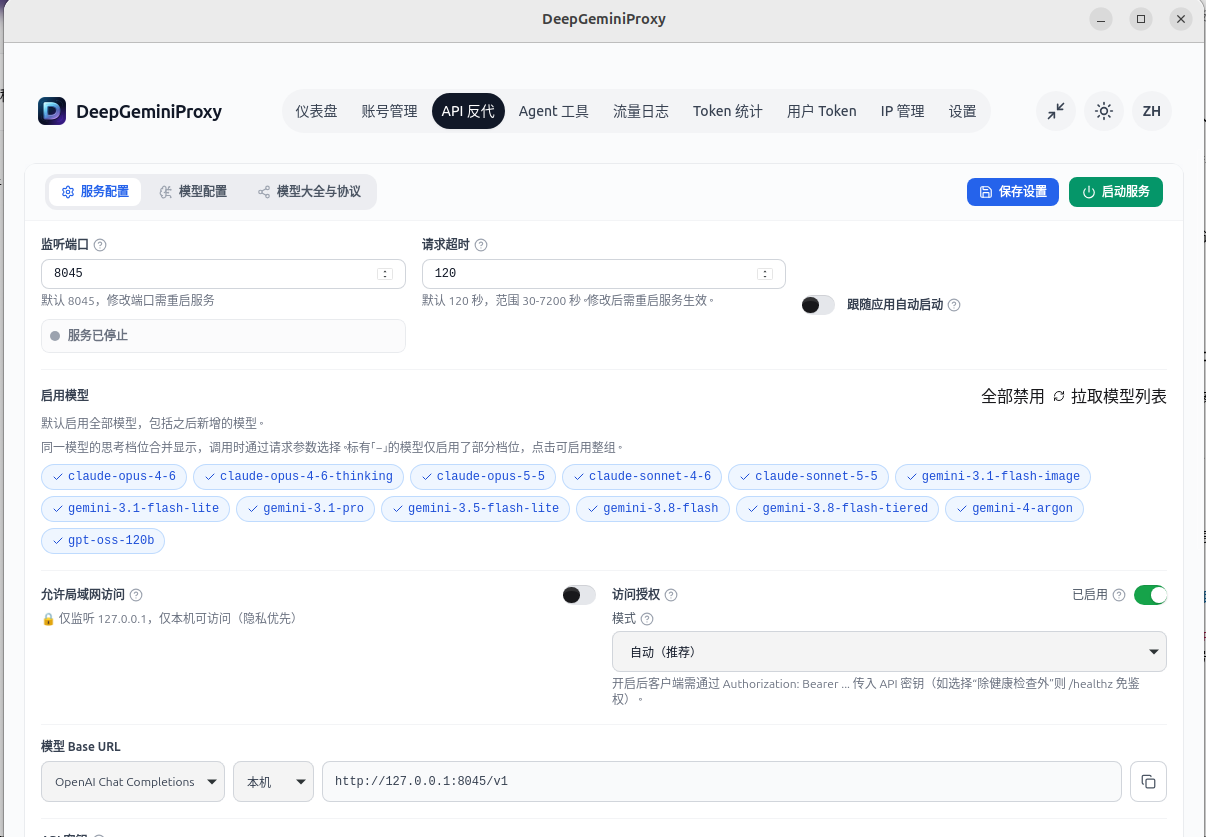 DeepGeminiProxy
DeepGeminiProxy
仪表盘 账号管理 API 反代 Agent 工具 流量日志 Token 统计 用户 Token IP 管理 设置 ZH
服务配置 模型配置 模型大全与协议 保存设置 启动服务
监听端口 请求超时
8045 120
默认 8045，修改端口需重启服务 默认 120 秒，范围 30-7200 秒。修改后需重启服务生效。
跟随应用自动启动
服务已停止
启用模型 全部禁用 拉取模型列表
默认启用全部模型，包括之后新增的模型。
同一模型的思考档位合并显示，调用时通过请求参数选择。标有「–」的模型仅启用了部分档位，点击可启用整组。
claude-opus-4-6 claude-opus-4-6-thinking claude-opus-5-5 claude-sonnet-4-6 claude-sonnet-5-5 gemini-3.1-flash-image
gemini-3.1-flash-lite gemini-3.1-pro gemini-3.5-flash-lite gemini-3.8-flash gemini-3.8-flash-tiered gemini-4-argon
gpt-oss-120b
允许局域网访问 访问授权 已启用
🔒 仅监听 127.0.0.1，仅本机可访问（隐私优先） 模式
自动（推荐）
开启后客户端需通过 Authorization: Bearer ... 传入 API 密钥（如选择“除健康检查外”则 /healthz 免鉴
权）。
模型 Base URL
OpenAI Chat Completions 本机 http://127.0.0.1:8045/v1